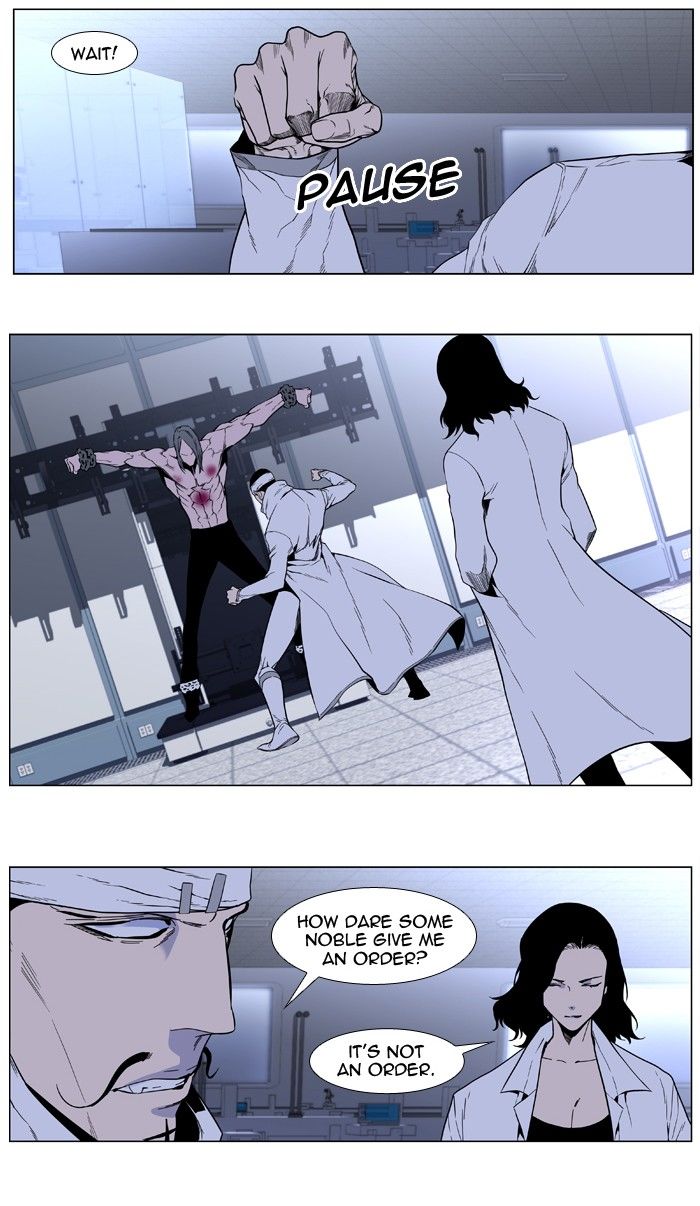 WAIT!
PAUSE
HOW DARE SOME
NOBLE GIVE ME
AN ORDER?
IT'S NOT
AN ORDER.